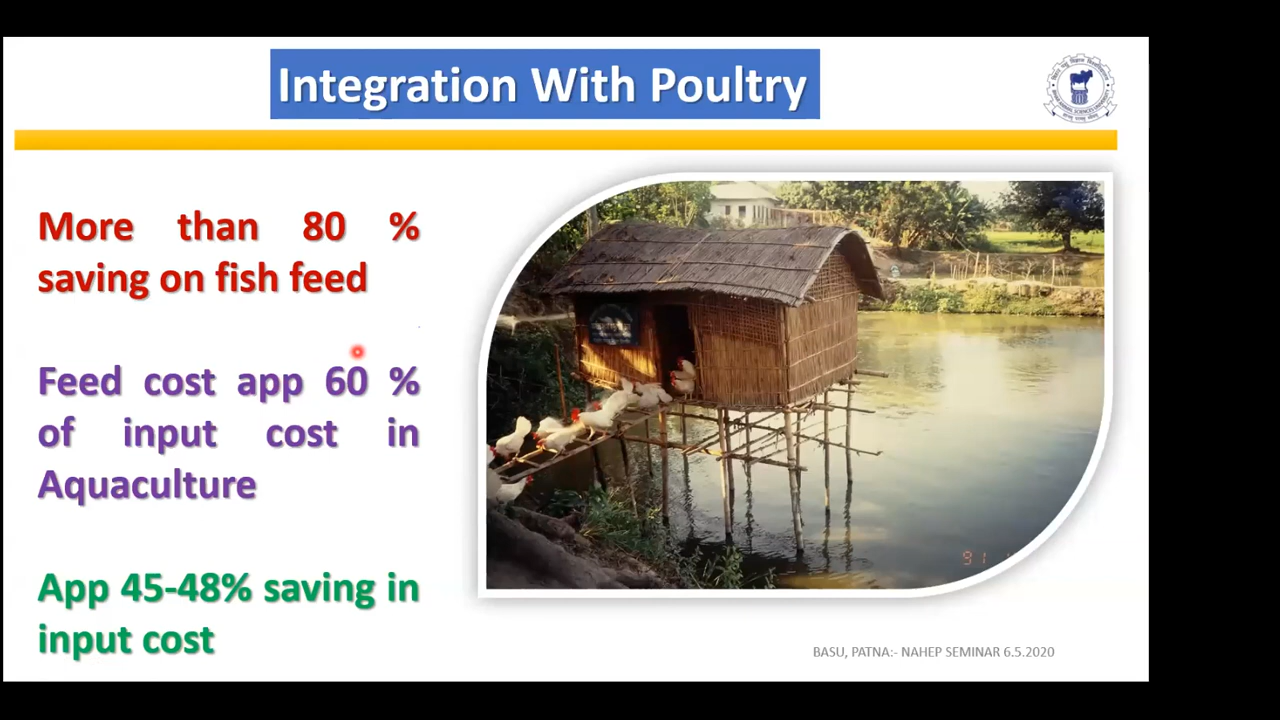 Integration With Poultry
More than 80 %
saving on fish feed
Feed cost app 60 %
of input cost in
Aquaculture
App 45-48% saving in
input cost
91
BASU, PATNA:- NAHEP SEMINAR 6.5.2020